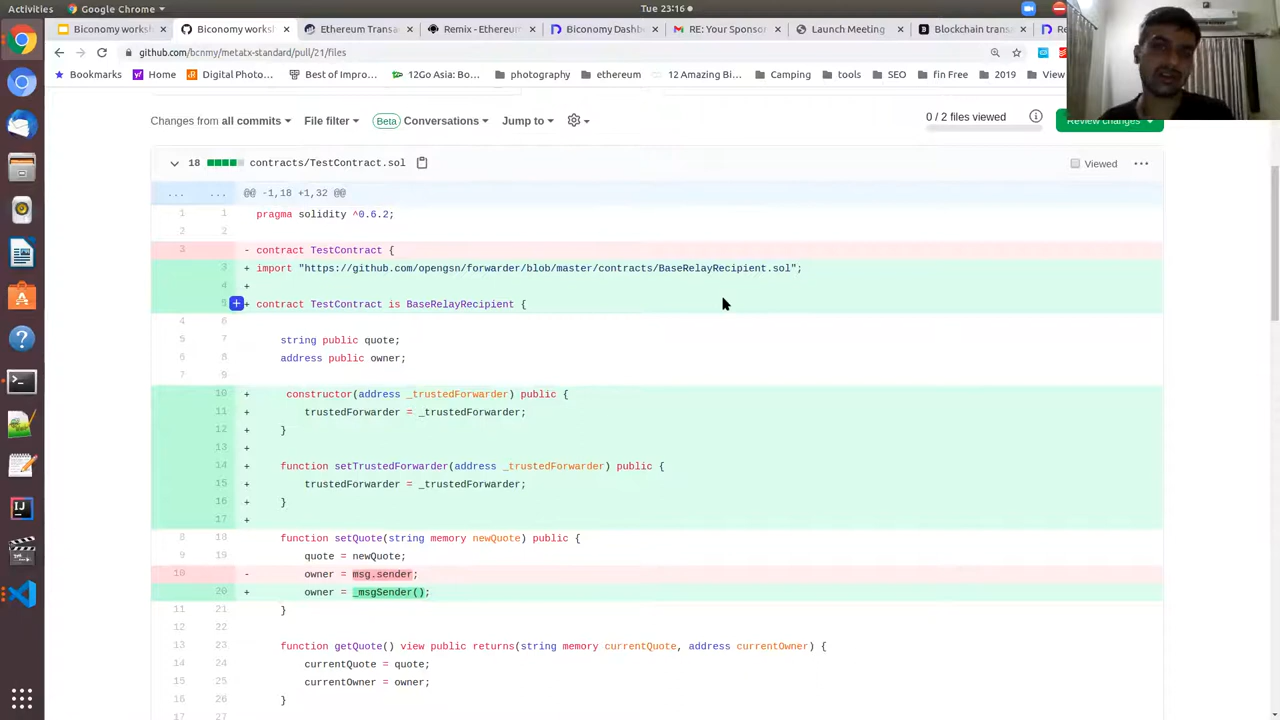 Activities
Google Chrome
Tue 23:16
Biconomy works
Biconomy works
Ethereum Transa
Remix - Ethereu
Biconomy Dashb
RE: Your Sponso
Launch Meeting
Blockchain trans
Re
github.com/bcnmy/metatx-standard/pull/21/files
Bookmarks
Home
Digital Photogra...
Best of Impro...
12Go Asia: Bo...
photography
ethereum
12 Amazing Bi...
Camping
tools
SEO
fin Free
2019
View
Changes from all commits
File filter
Beta
Conversations
Jump to
0 / 2 files viewed
Review changes
18 contracts/TestContract.sol
Viewed
... ... @@ -1,18 +1,32 @@
1 1 pragma solidity ^0.6.2;
2 2
3 - contract TestContract {
3 + import "https://github.com/opengsn/forwarder/blob/master/contracts/BaseRelayRecipient.sol";
4 +
5 + contract TestContract is BaseRelayRecipient {
4 6
5 7 string public quote;
6 8 address public owner;
7 9
10 + constructor(address _trustedForwarder) public {
11 + trustedForwarder = _trustedForwarder;
12 + }
13 +
14 + function setTrustedForwarder(address _trustedForwarder) public {
15 + trustedForwarder = _trustedForwarder;
16 + }
17 +
8 18 function setQuote(string memory newQuote) public {
9 19 quote = newQuote;
10 - owner = msg.sender;
20 + owner = _msgSender();
11 21 }
12 22
13 23 function getQuote() view public returns(string memory currentQuote, address currentOwner) {
14 24 currentQuote = quote;
15 25 currentOwner = owner;
16 26 }
17 27